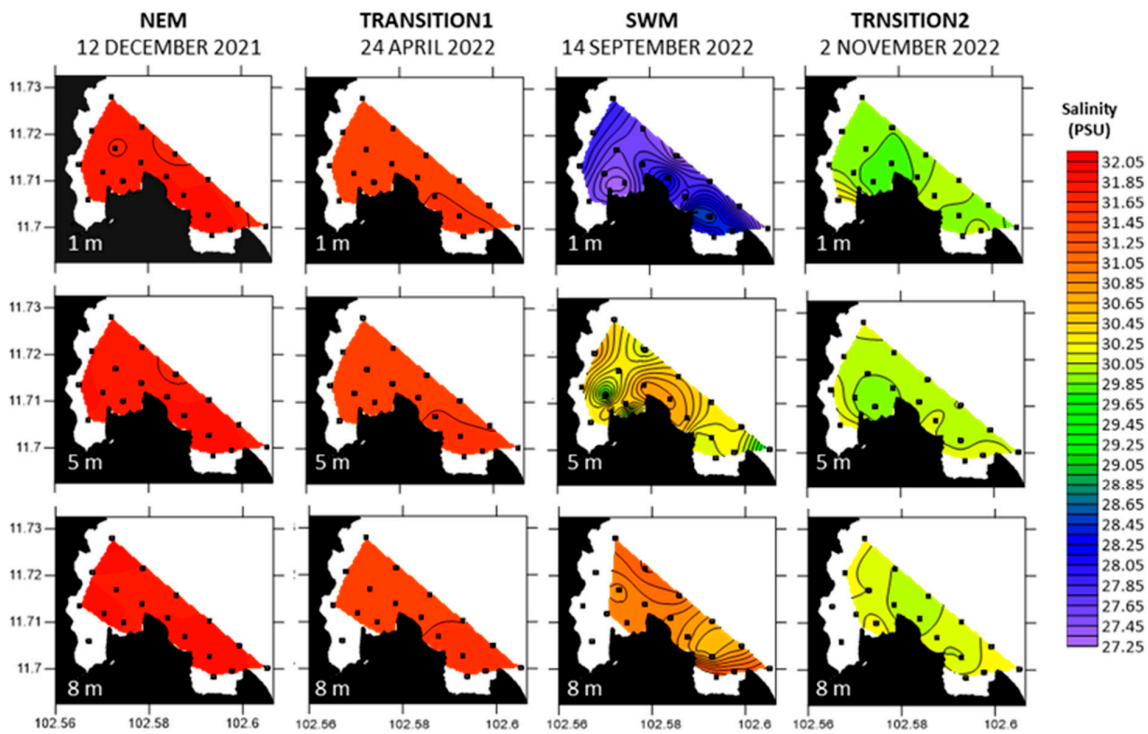 NEM
12 DECEMBER 2021
TRANSITION1
24 APRIL 2022
SWM
14 SEPTEMBER 2022
TRNSITION2
2 NOVEMBER 2022
11.73
11.72
11.71
11.7
1 m
1 m
1 m
1 m
11.73
11.72
11.71
11.7
5 m
5 m
5 m
5 m
11.73
11.72
11.71
11.7
8 m
8 m
8 m
8 m
102.56 102.58 102.6
102.56 102.58 102.6
102.56 102.58 102.6
102.56 102.58 102.6
Salinity
(PSU)
32.05
31.85
31.65
31.45
31.25
31.05
30.85
30.65
30.45
30.25
30.05
29.85
29.65
29.45
29.25
29.05
28.85
28.65
28.45
28.25
28.05
27.85
27.65
27.45
27.25